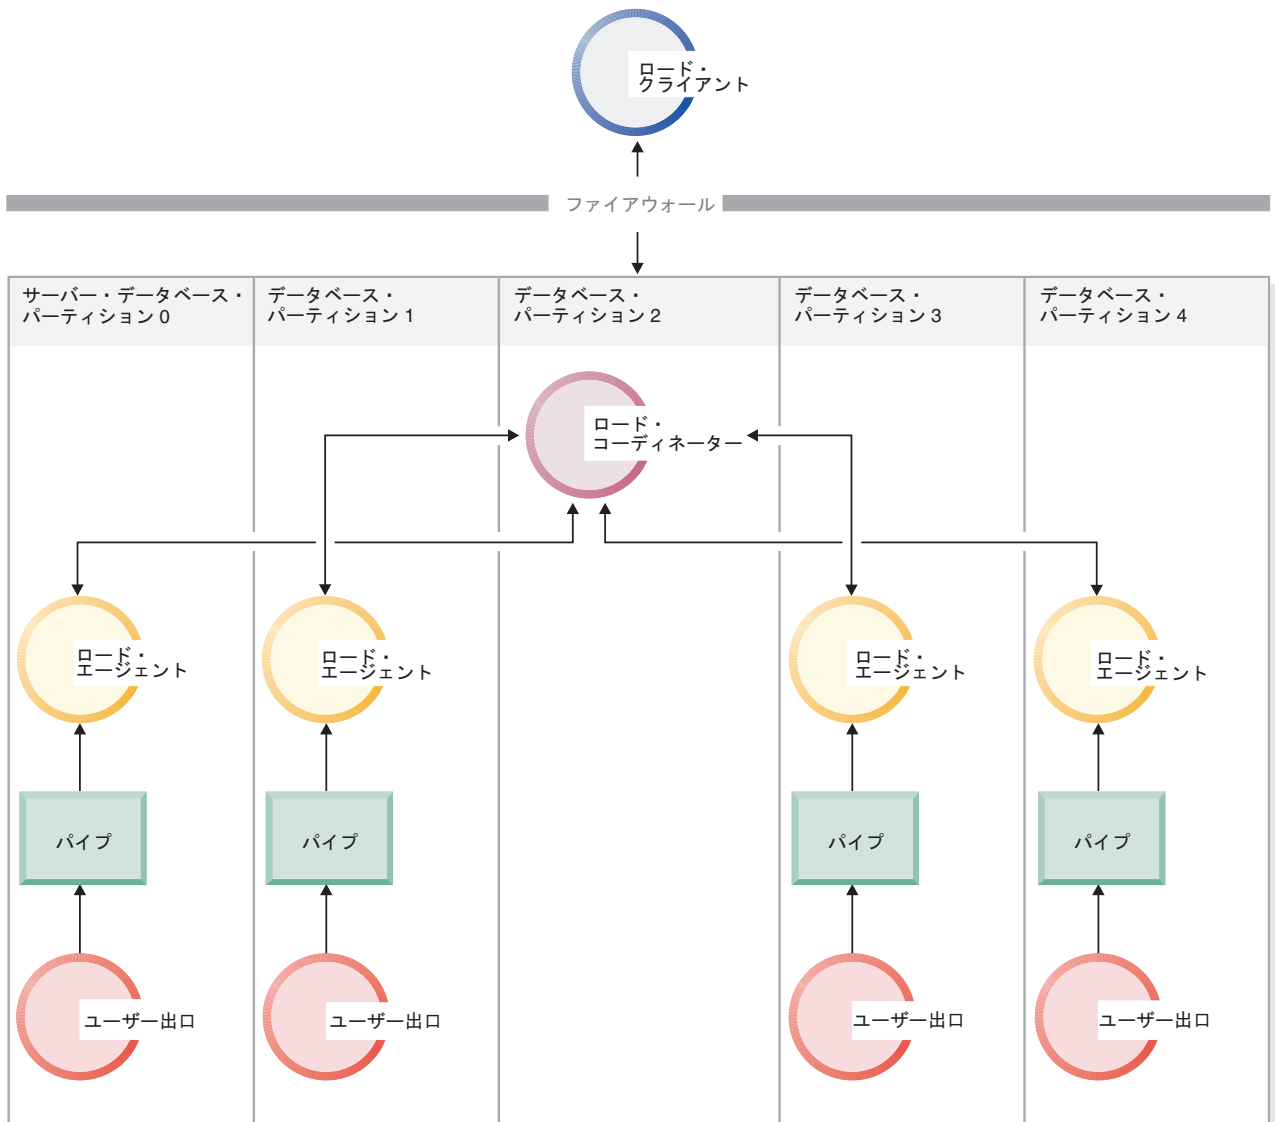 ロード・
クライアント
ファイアウォール
サーバー・データベース・
パーティション 0
データベース・
パーティション 1
データベース・
パーティション 2
データベース・
パーティション 3
データベース・
パーティション 4
ロード・
コーディネーター
ロード・
エージェント
ロード・
エージェント
ロード・
エージェント
ロード・
エージェント
パイプ
パイプ
パイプ
パイプ
ユーザー出口
ユーザー出口
ユーザー出口
ユーザー出口